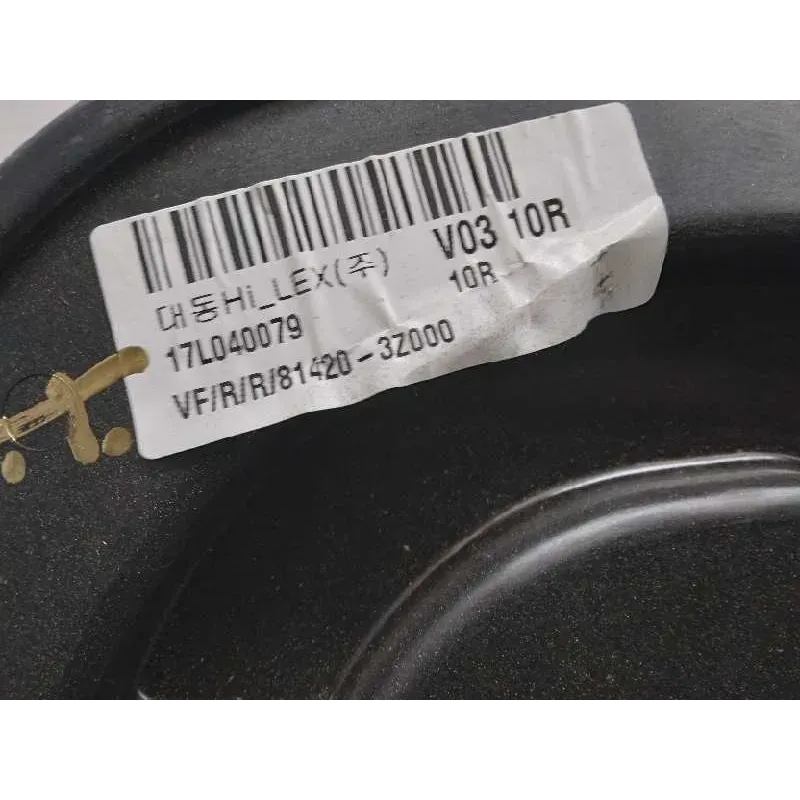 V03 10R
대동Hi_LEX(주) 10R
17L040079
VF/R/R/81420-3Z000